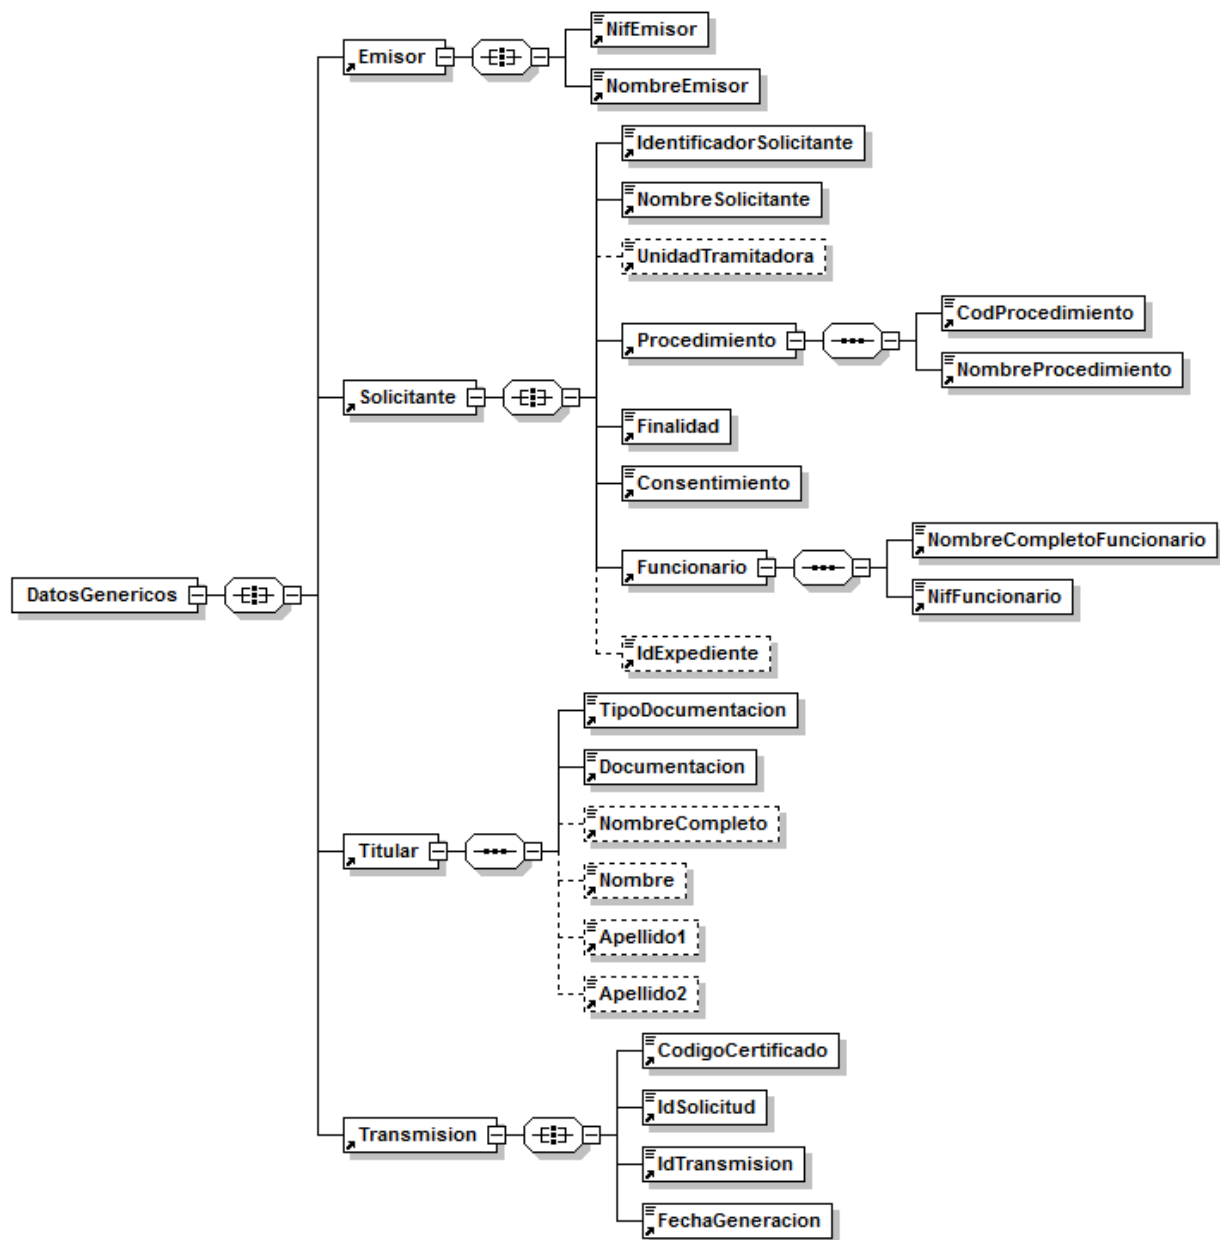 NifEmisor
Emisor
NombreEmisor
IdentificadorSolicitante
NombreSolicitante
UnidadTramitadora
CodProcedimiento
Procedimiento
NombreProcedimiento
Solicitante
Finalidad
Consentimiento
NombreCompletoFuncionario
Funcionario
NifFuncionario
DatosGenericos
IdExpediente
TipoDocumentacion
Documentacion
NombreCompleto
Titular
Nombre
Apellido1
Apellido2
CodigoCertificado
IdSolicitud
Transmision
IdTransmision
FechaGeneracion